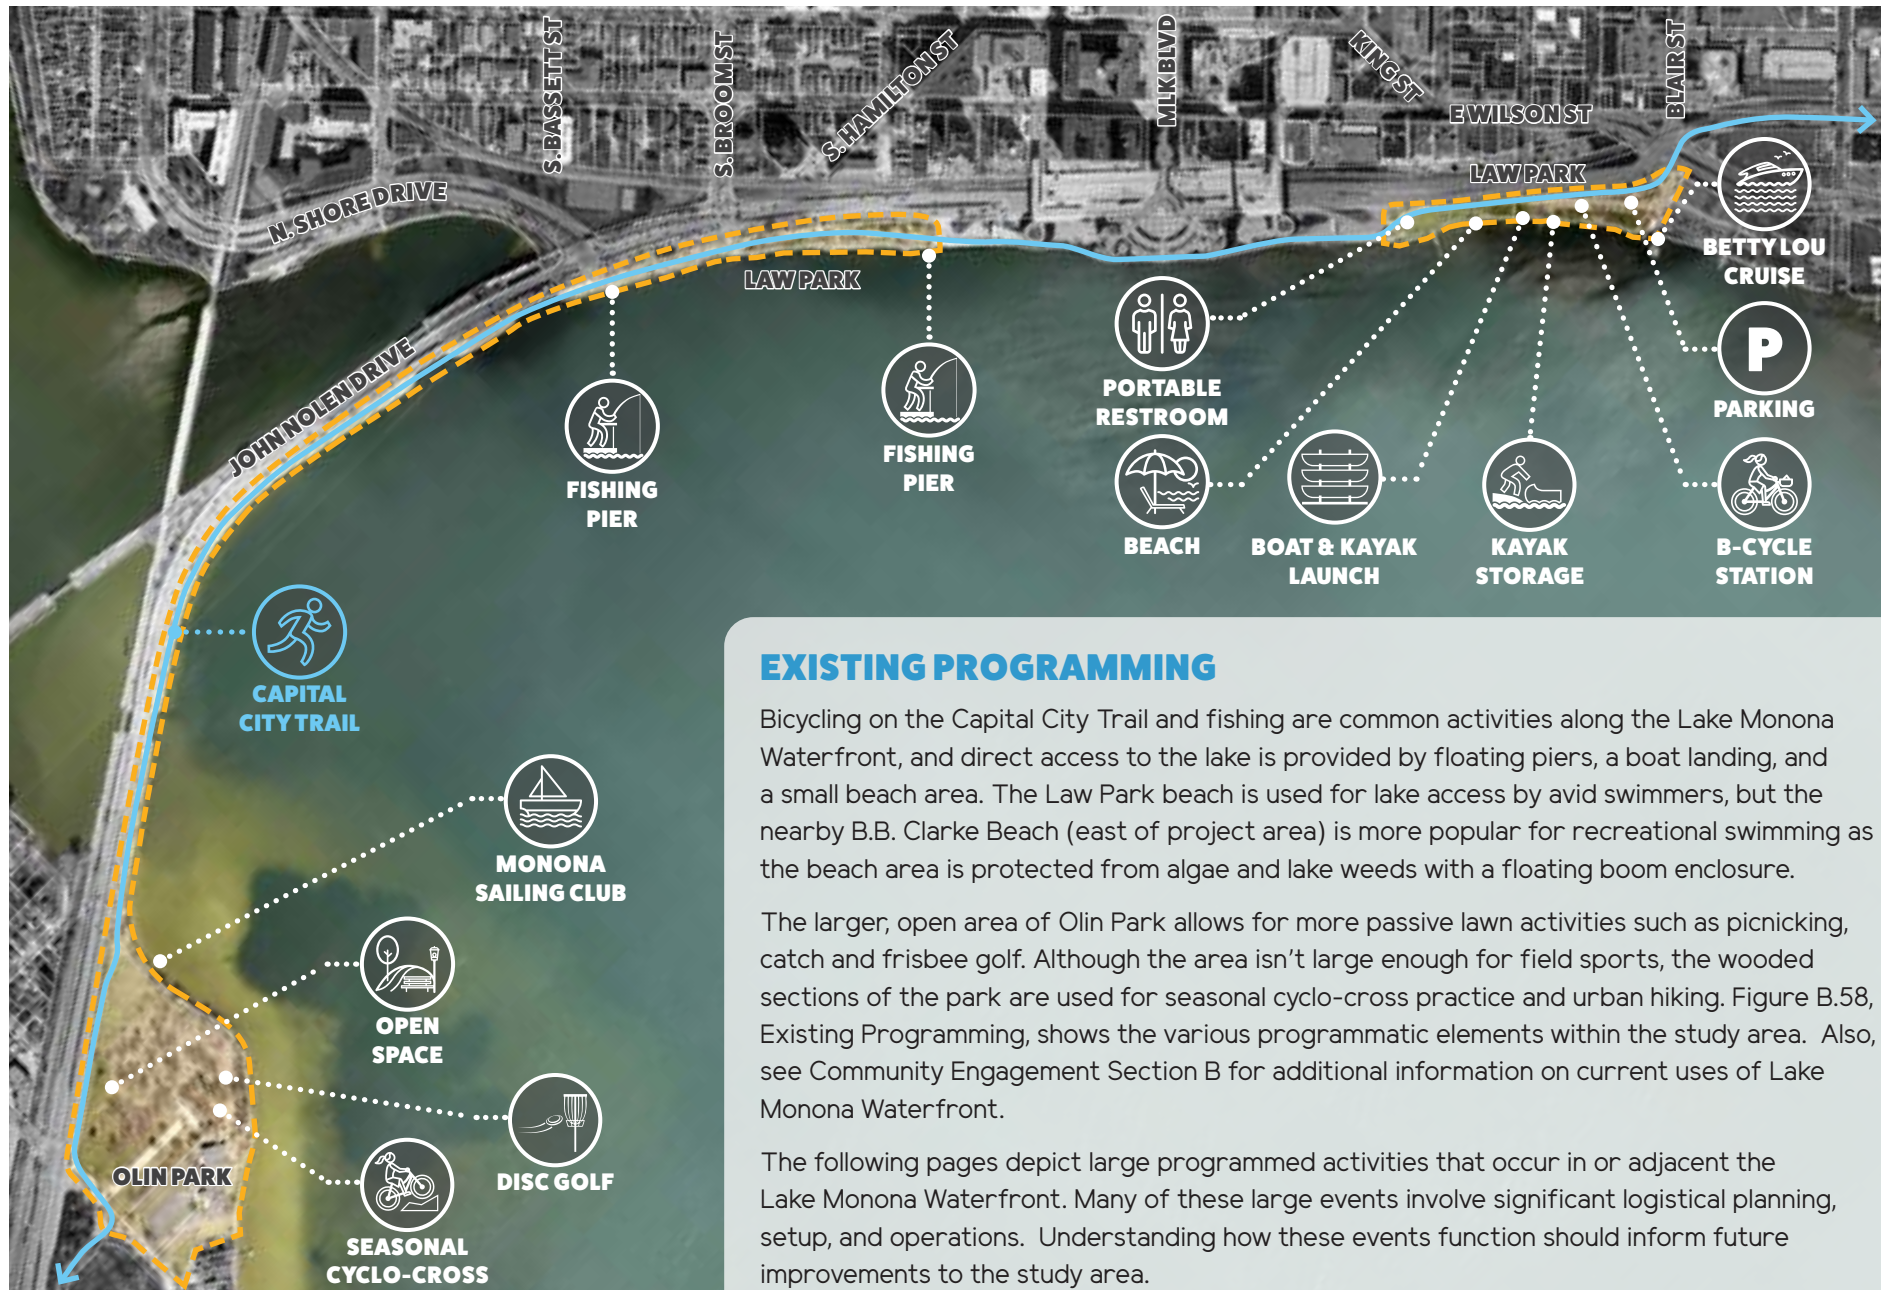 S. BASSETT ST
S. BROOM ST
S. HAMILTON ST
MLK BLVD
KING ST
E WILSON ST
BLAIR ST
N. SHORE DRIVE
LAW PARK
LAW PARK
JOHN NOLEN DRIVE
BETTY LOU
CRUISE
PORTABLE
RESTROOM
P
PARKING
FISHING
PIER
FISHING
PIER
BEACH
BOAT & KAYAK
LAUNCH
KAYAK
STORAGE
B-CYCLE
STATION
CAPITAL
CITY TRAIL
MONONA
SAILING CLUB
OPEN
SPACE
DISC GOLF
OLIN PARK
SEASONAL
CYCLO-CROSS
EXISTING PROGRAMMING
Bicycling on the Capital City Trail and fishing are common activities along the Lake Monona
Waterfront, and direct access to the lake is provided by floating piers, a boat landing, and
a small beach area. The Law Park beach is used for lake access by avid swimmers, but the
nearby B.B. Clarke Beach (east of project area) is more popular for recreational swimming as
the beach area is protected from algae and lake weeds with a floating boom enclosure.
The larger, open area of Olin Park allows for more passive lawn activities such as picnicking,
catch and frisbee golf. Although the area isn't large enough for field sports, the wooded
sections of the park are used for seasonal cyclo-cross practice and urban hiking. Figure B.58,
Existing Programming, shows the various programmatic elements within the study area. Also,
see Community Engagement Section B for additional information on current uses of Lake
Monona Waterfront.
The following pages depict large programmed activities that occur in or adjacent the
Lake Monona Waterfront. Many of these large events involve significant logistical planning,
setup, and operations. Understanding how these events function should inform future
improvements to the study area.